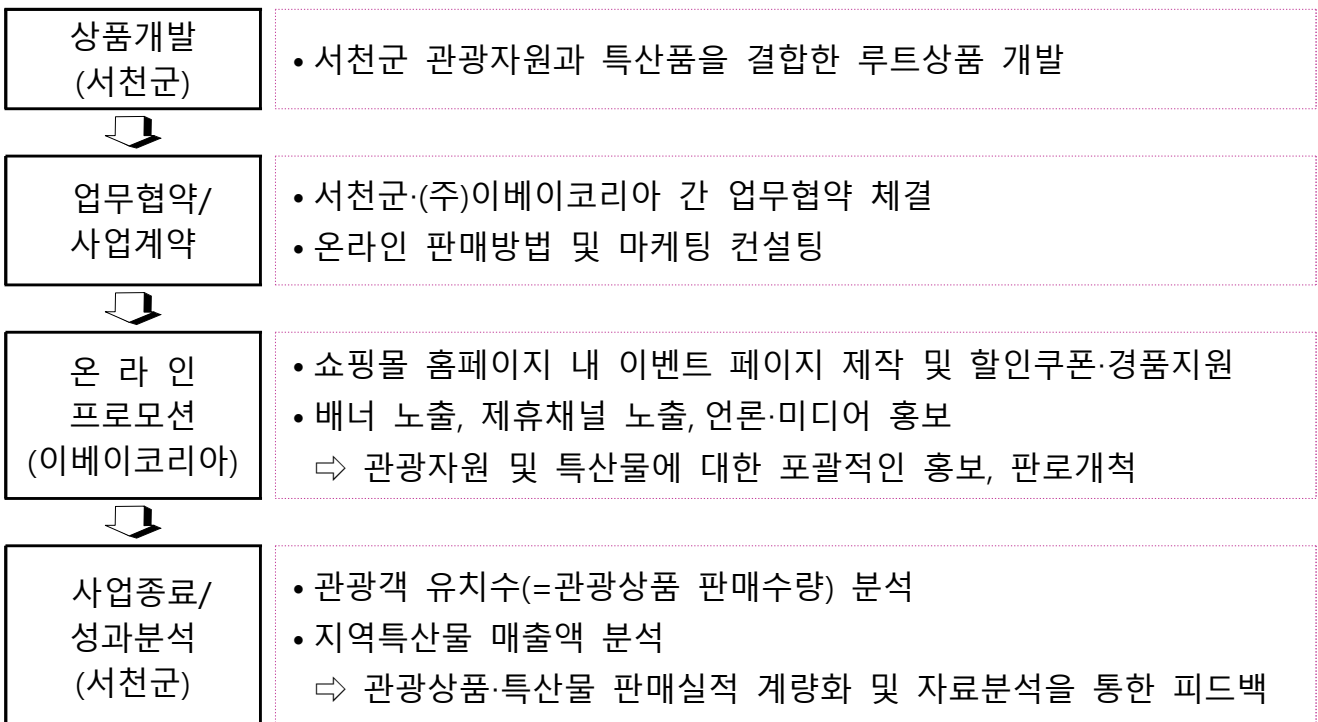 상품개발
(서천군)
• 서천군 관광자원과 특산품을 결합한 루트상품 개발
업무협약/
사업계약
• 서천군·(주)이베이코리아 간 업무협약 체결
• 온라인 판매방법 및 마케팅 컨설팅
온 라 인
프로모션
(이베이코리아)
• 쇼핑몰 홈페이지 내 이벤트 페이지 제작 및 할인쿠폰·경품지원
• 배너 노출, 제휴채널 노출, 언론·미디어 홍보
⇨ 관광자원 및 특산물에 대한 포괄적인 홍보, 판로개척
사업종료/
성과분석
(서천군)
• 관광객 유치수(=관광상품 판매수량) 분석
• 지역특산물 매출액 분석
⇨ 관광상품·특산물 판매실적 계량화 및 자료분석을 통한 피드백